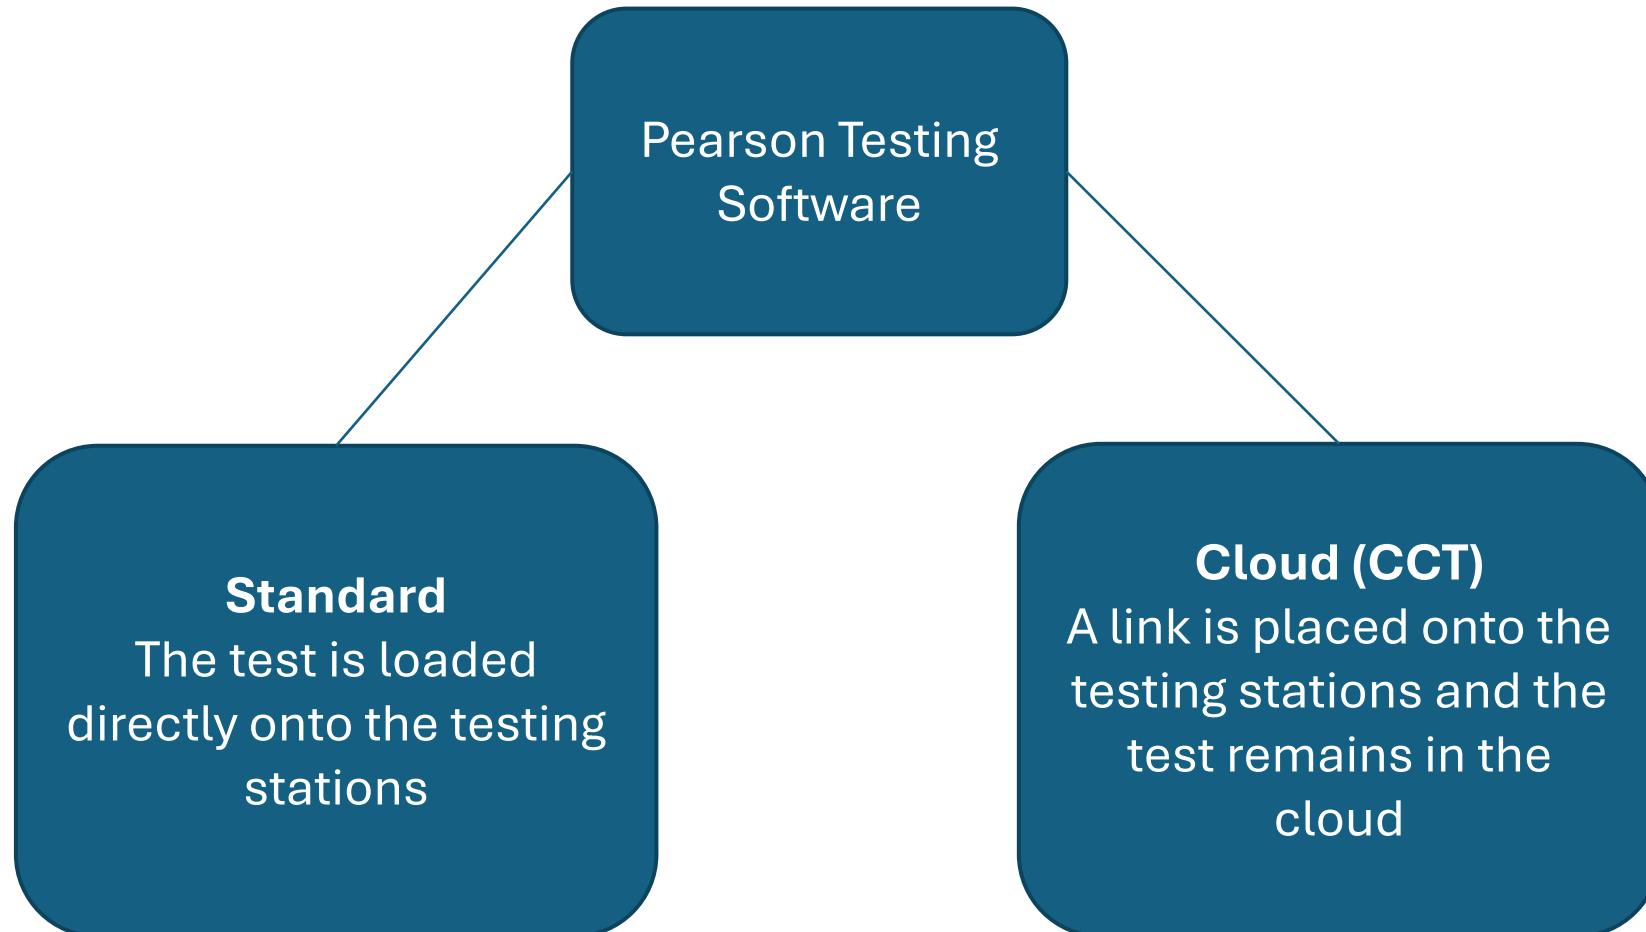 Pearson Testing
Software
Standard
The test is loaded
directly onto the testing
stations
Cloud (CCT)
A link is placed onto the
testing stations and the
test remains in the
cloud